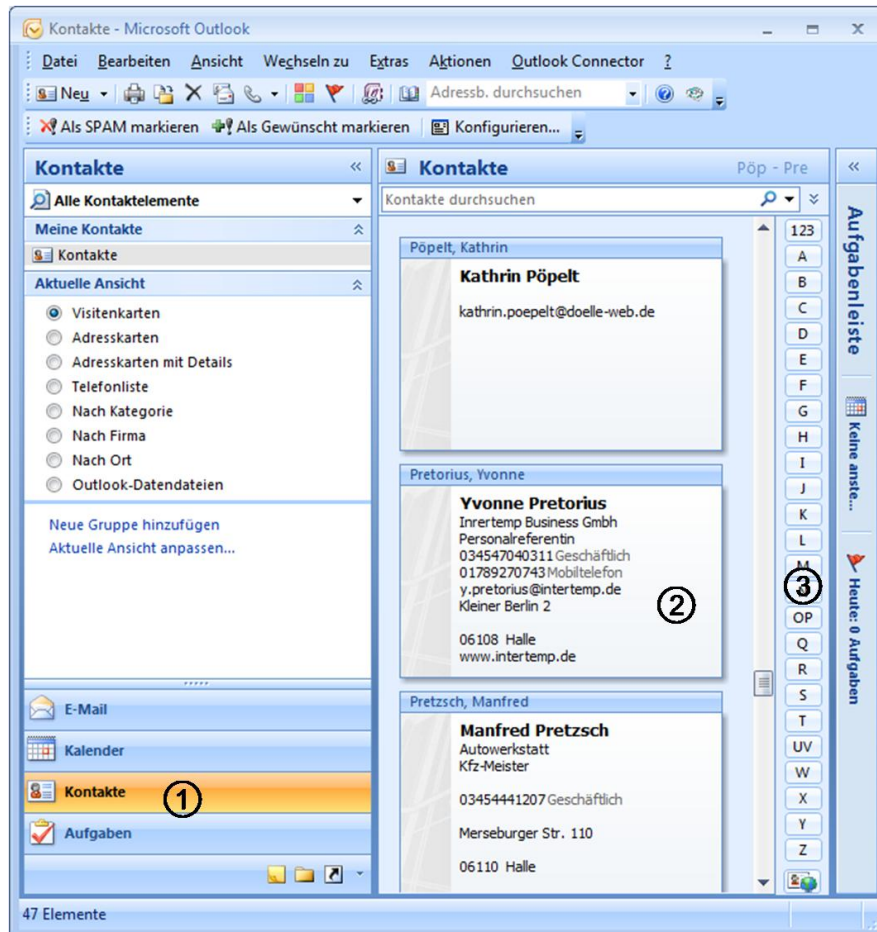 Kontakte - Microsoft Outlook
Datei Bearbeiten Ansicht Wechseln zu Extras Aktionen Outlook Connector ?
Neu Adressb. durchsuchen
Als SPAM markieren Als Gewünscht markieren Konfigurieren...
Kontakte «
Alle Kontaktelemente
Meine Kontakte
Kontakte
Aktuelle Ansicht
Visitenkarten
Adresskarten
Adresskarten mit Details
Telefonliste
Nach Kategorie
Nach Firma
Nach Ort
Outlook-Datendateien
Neue Gruppe hinzufügen
Aktuelle Ansicht anpassen...
E-Mail
Kalender
Kontakte ①
Aufgaben
Kontakte Pöp - Pre
Kontakte durchsuchen
Pöpelt, Kathrin
Kathrin Pöpelt
kathrin.poepelt@doelle-web.de
Pretorius, Yvonne
Yvonne Pretorius
Inrertemp Business Gmbh
Personalreferentin
034547040311 Geschäftlich
01789270743 Mobiltelefon
y.pretorius@intertemp.de
Kleiner Berlin 2
②
06108 Halle
www.intertemp.de
Pretzsch, Manfred
Manfred Pretzsch
Autowerkstatt
Kfz-Meister
03454441207 Geschäftlich
Merseburger Str. 110
06110 Halle
123
A
B
C
D
E
F
G
H
I
J
K
L
M
③
OP
Q
R
S
T
UV
W
X
Y
Z
«
Aufgabenleiste
Keine anste...
Heute: 0 Aufgaben
47 Elemente